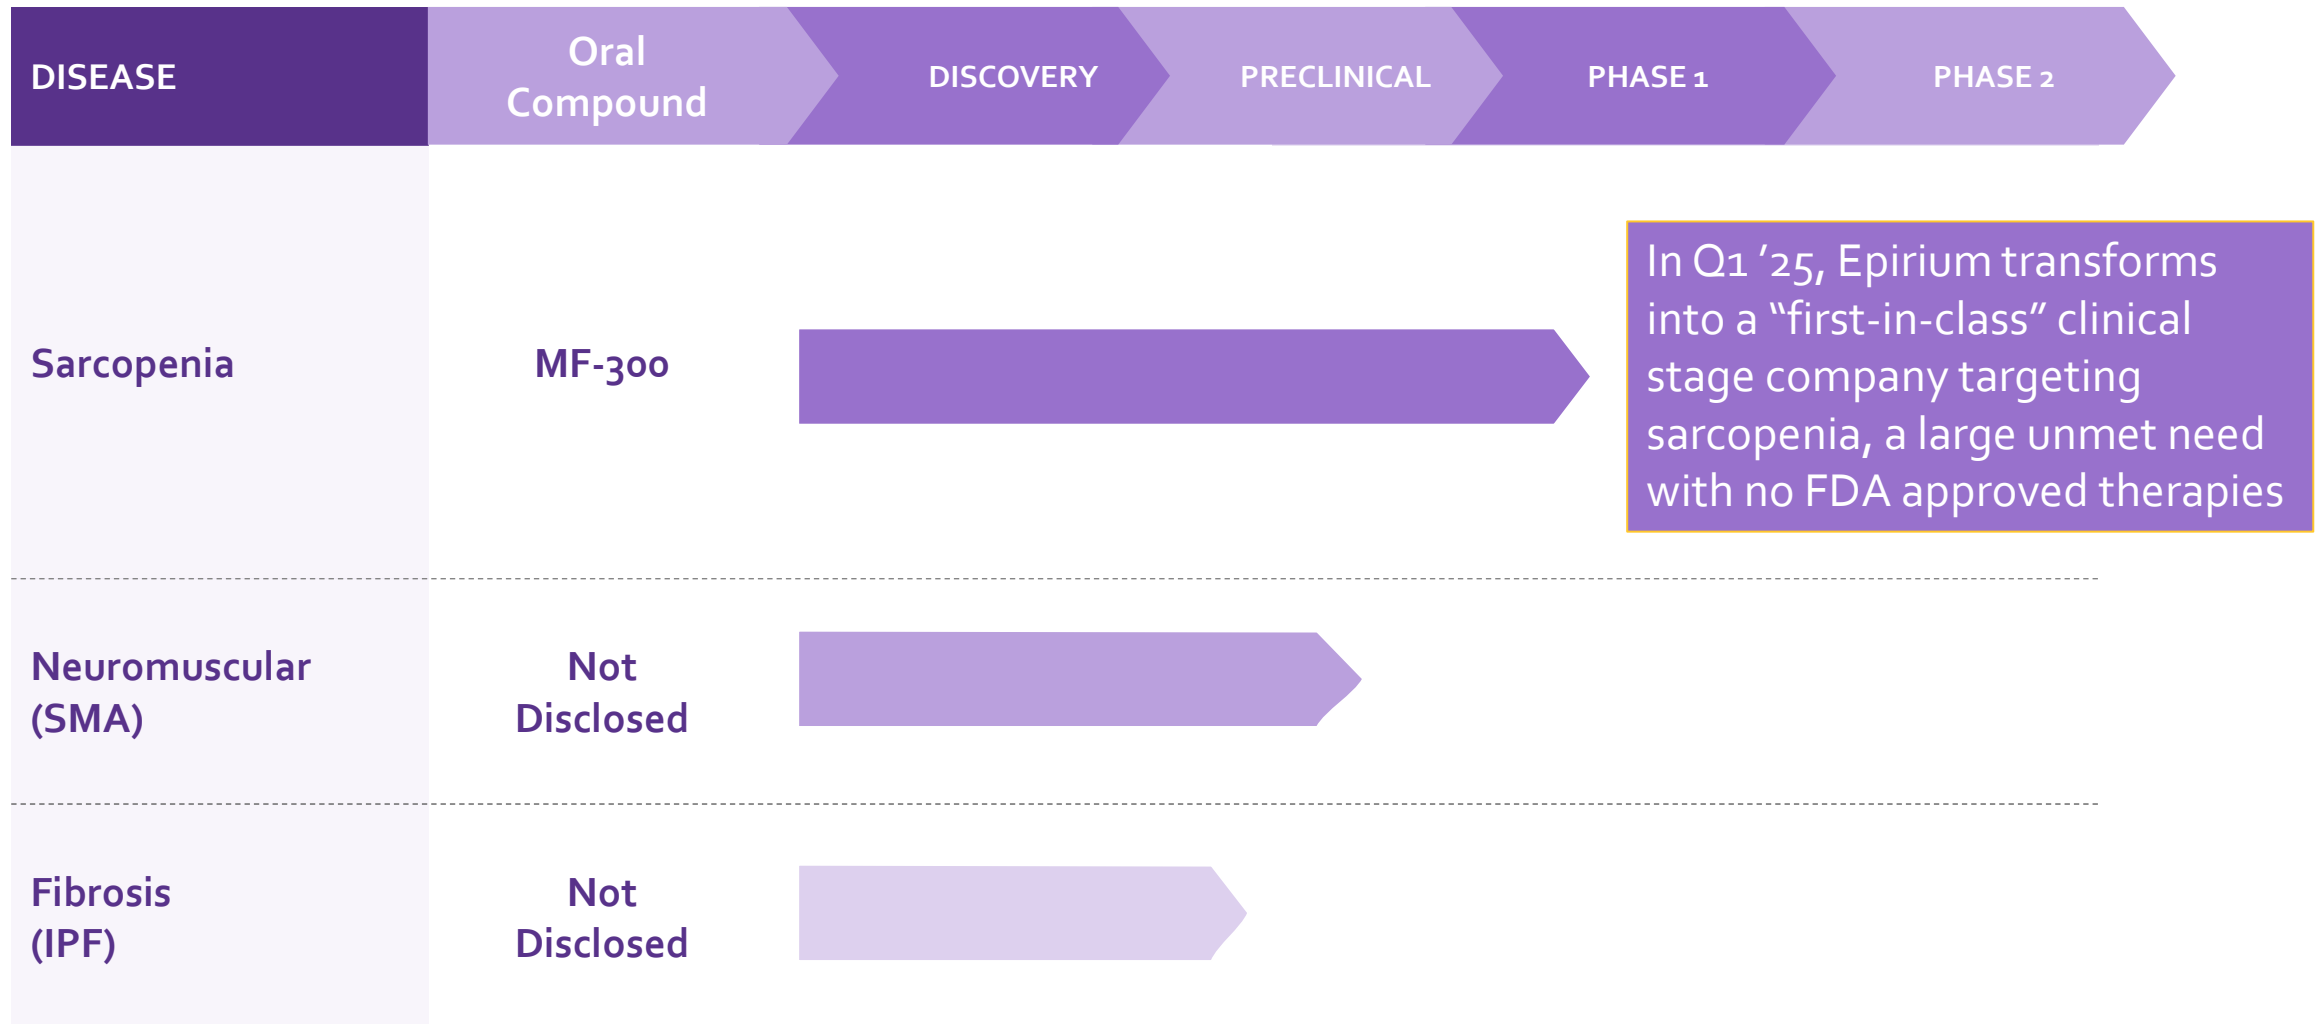 DISEASE
Oral
Compound
DISCOVERY
PRECLINICAL
PHASE 1
PHASE 2
Sarcopenia
MF-300
In Q1 ’25, Epirium transforms
into a “first-in-class” clinical
stage company targeting
sarcopenia, a large unmet need
with no FDA approved therapies
Neuromuscular
(SMA)
Not
Disclosed
Fibrosis
(IPF)
Not
Disclosed